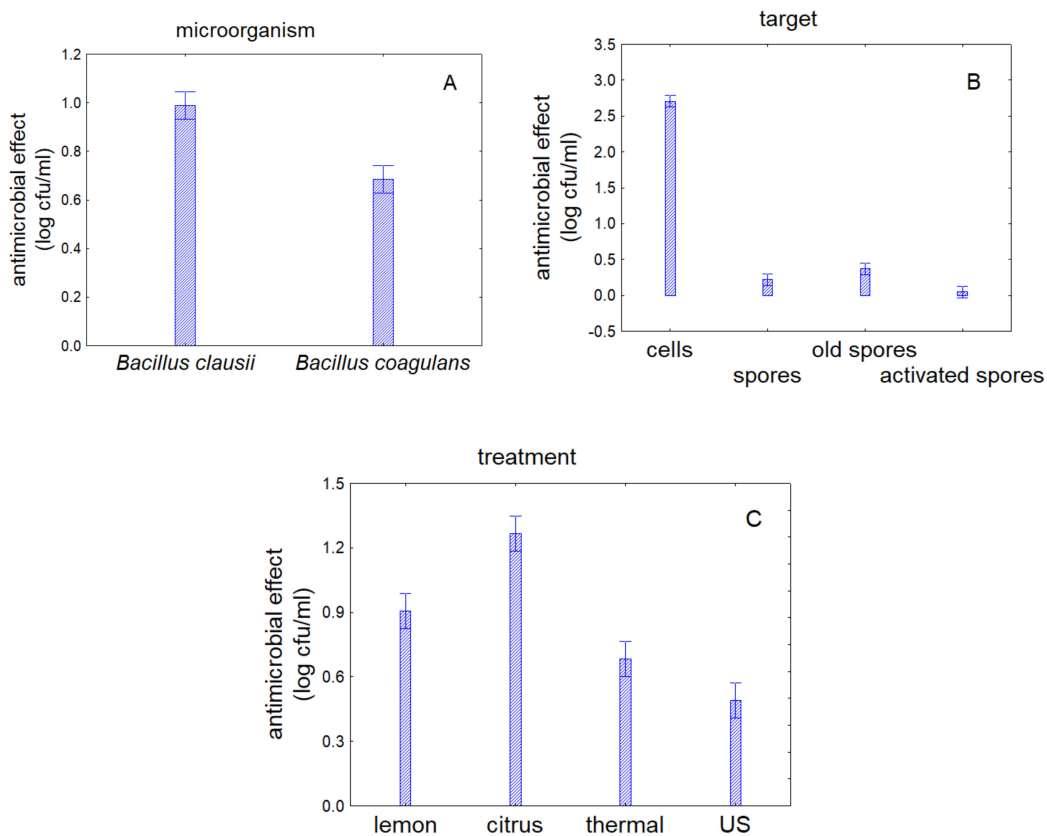 microorganism
A
antimicrobial effect
(log cfu/ml)
1.2
1.0
0.8
0.6
0.4
0.2
0.0
Bacillus clausii
Bacillus coagulans
target
B
antimicrobial effect
(log cfu/ml)
3.5
3.0
2.5
2.0
1.5
1.0
0.5
0.0
-0.5
cells
spores
old spores
activated spores
treatment
C
antimicrobial effect
(log cfu/ml)
1.5
1.2
0.9
0.6
0.3
0.0
lemon
citrus
thermal
US